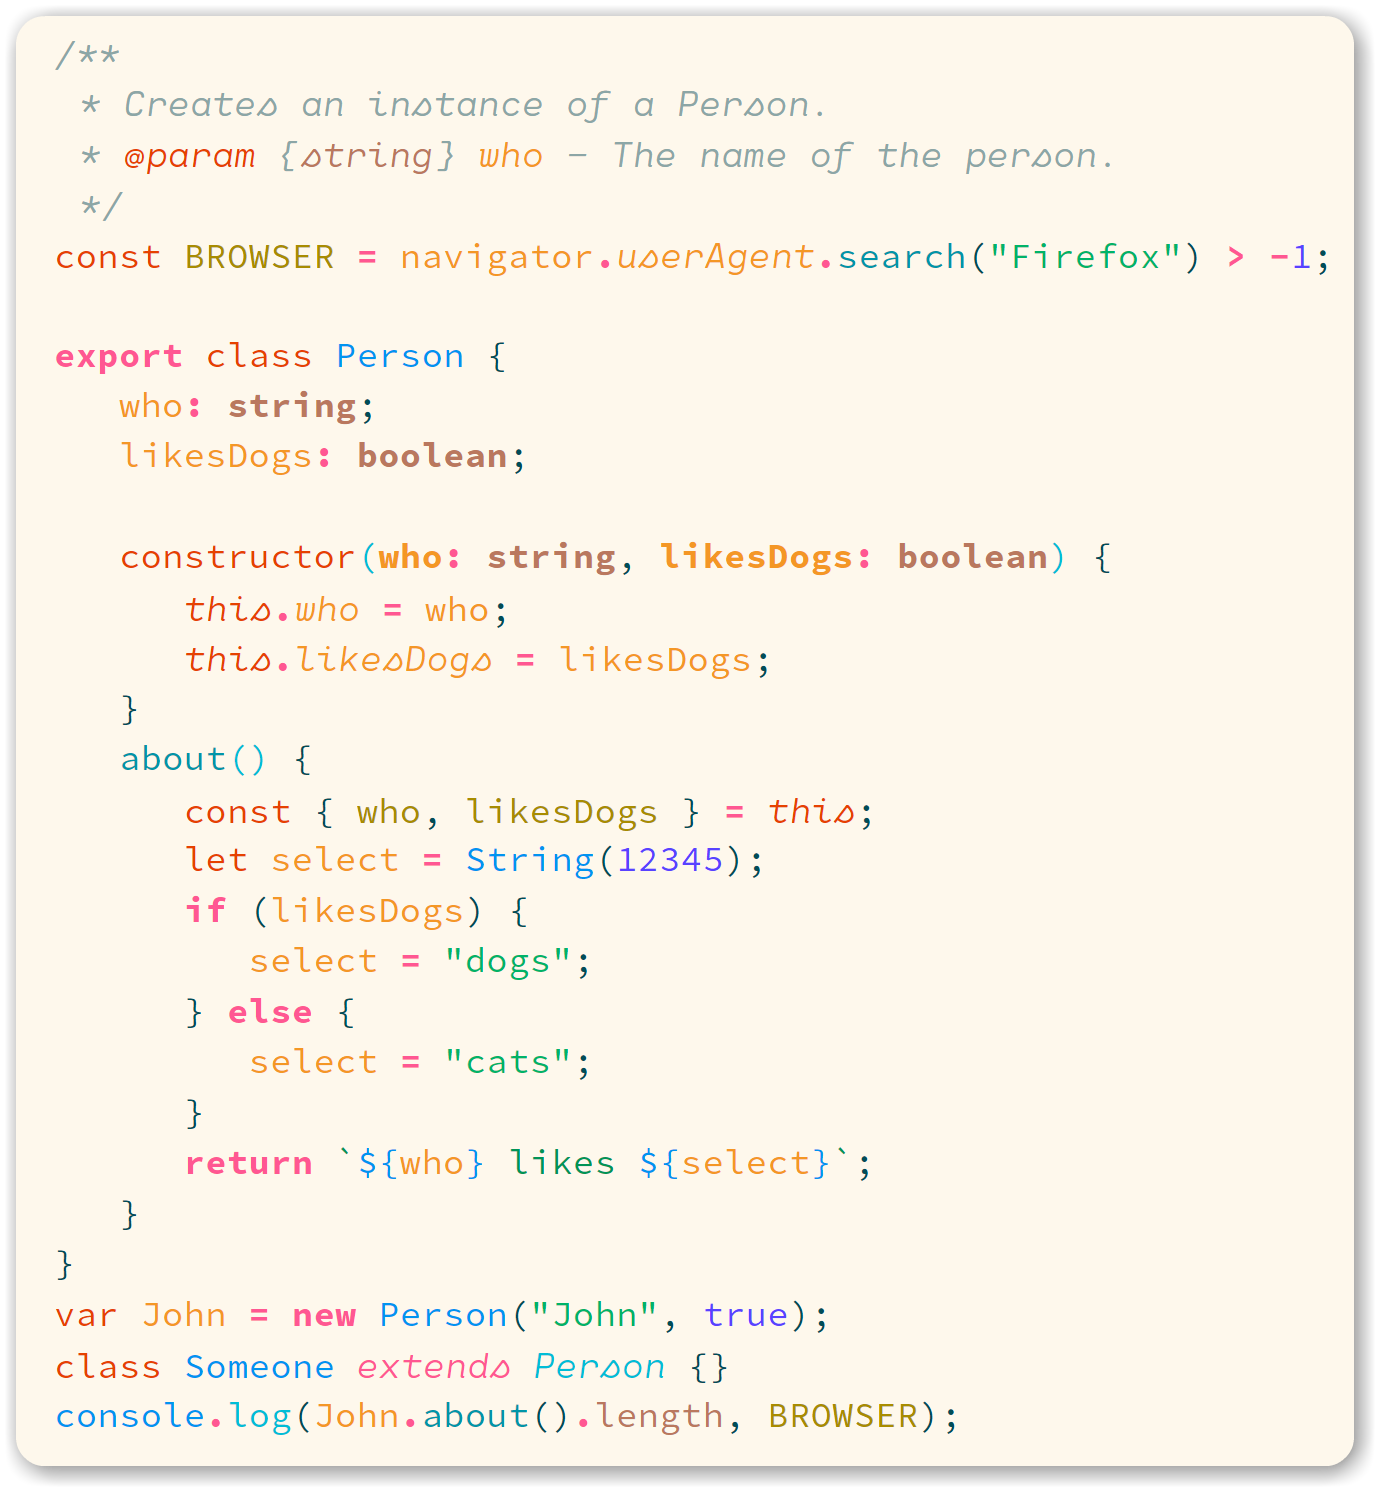 /**
 * Creates an instance of a Person.
 * @param {string} who - The name of the person.
 */
const BROWSER = navigator.userAgent.search("Firefox") > -1;

export class Person {
   who: string;
   likesDogs: boolean;

   constructor(who: string, likesDogs: boolean) {
      this.who = who;
      this.likesDogs = likesDogs;
   }
   about() {
      const { who, likesDogs } = this;
      let select = String(12345);
      if (likesDogs) {
         select = "dogs";
      } else {
         select = "cats";
      }
      return `${who} likes ${select}`;
   }
}
var John = new Person("John", true);
class Someone extends Person {}
console.log(John.about().length, BROWSER);